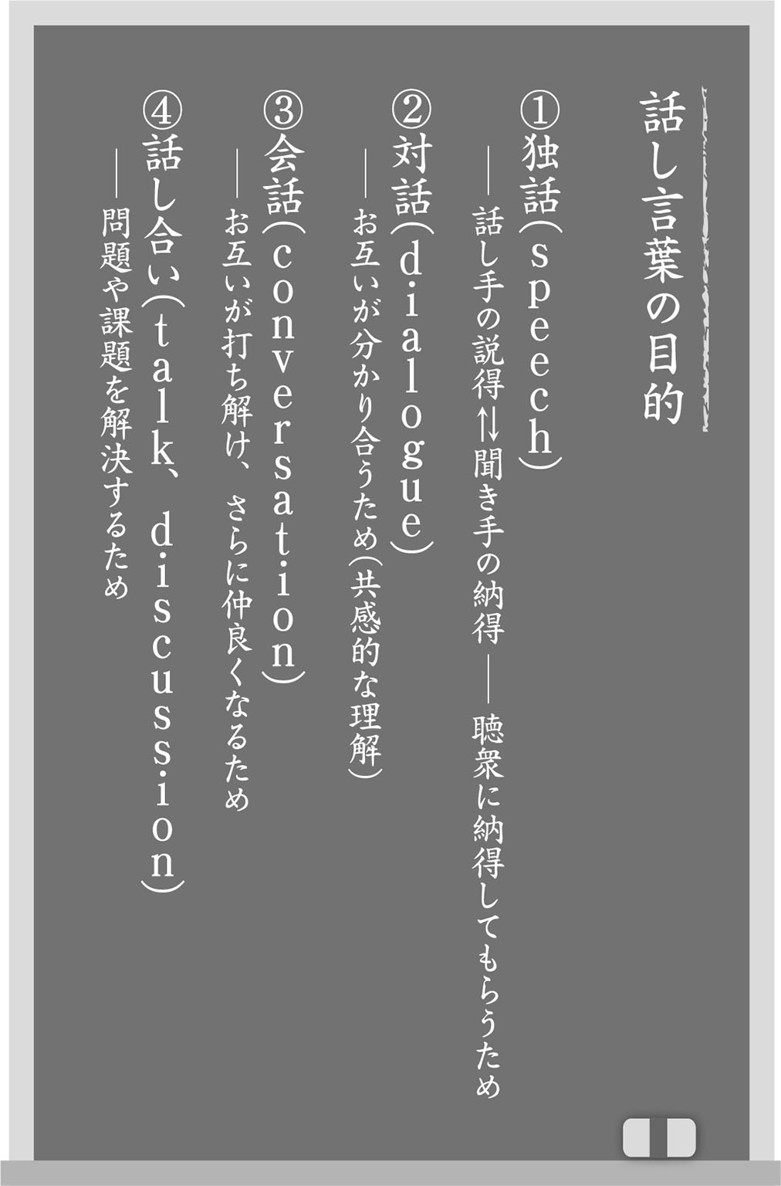 話し言葉の目的
①独話(speech)
――話し手の説得⇅聞き手の納得――聴衆に納得してもらうため
②対話(dialogue)
――お互いが分かり合うため(共感的な理解)
③会話(conversation)
――お互いが打ち解け、さらに仲良くなるため
④話し合い(talk、discussion)
――問題や課題を解決するため